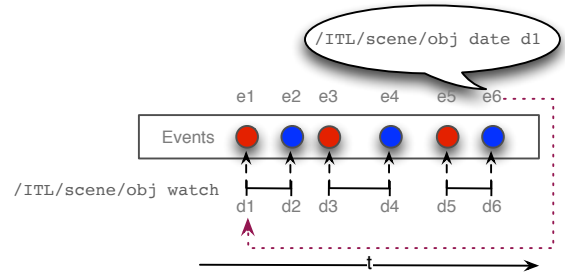 /ITL/scene/obj date d1
e1 e2 e3 e4 e5 e6
Events
/ITL/scene/obj watch
d1 d2 d3 d4 d5 d6
t